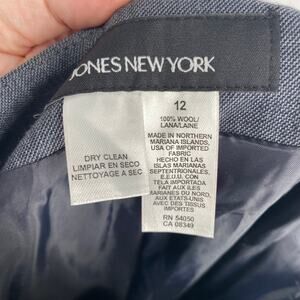 JONES NEW YORK
12
100% WOOL/
LANA/LAINE
MADE IN NORTHERN
MARIANA ISLANDS,
USA OF IMPORTED
FABRIC
HECHO EN LAS
ISLAS MARIANAS
SEPTENTRIONALES,
E.E.U.U. CON
TELA IMPORTADA
FAIT AUX ILES
MARIANES DU NORD,
AUX ETATS-UNIS
AVEC DES TISSUS
IMPORTES
RN 54050
CA 08349
DRY CLEAN
LIMPIAR EN SECO
NETTOYAGE A SEC